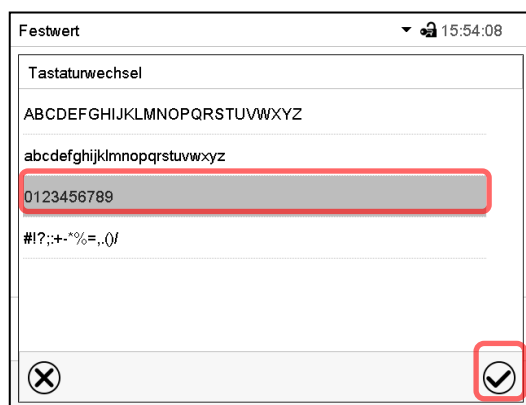 Festwert 15:54:08
Tastaturwechsel
ABCDEFGHIJKLMNOPQRSTUVWXYZ
abcdefghijklmnopqrstuvwxyz
0123456789
#!?;:+-*%=,.()/